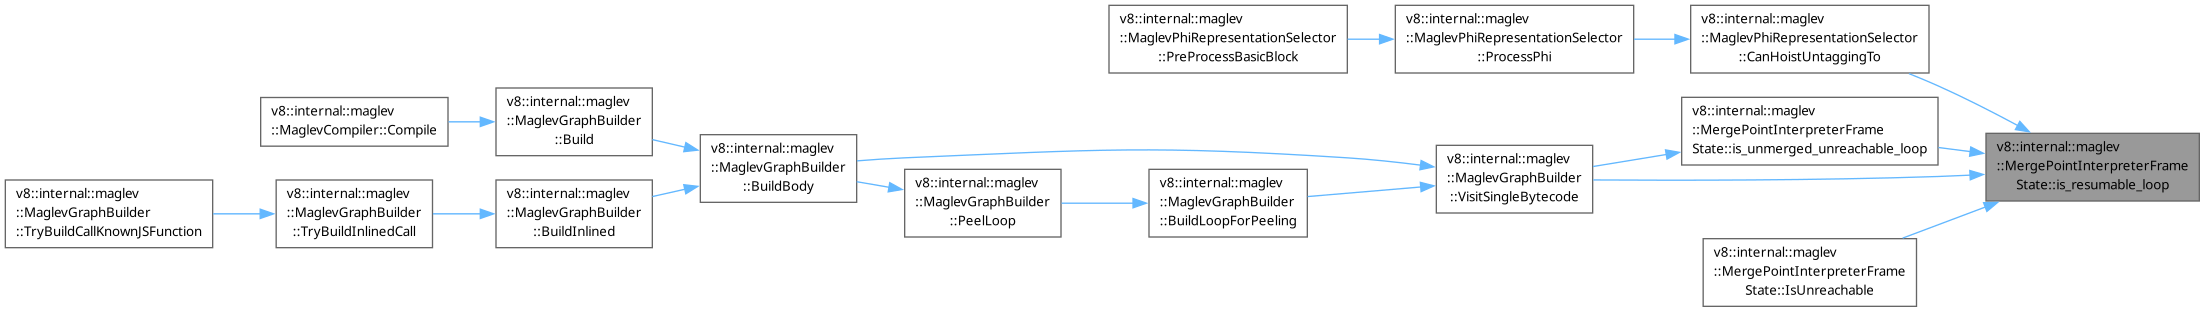 v8::internal::maglev
::MaglevPhiRepresentationSelector
::PreProcessBasicBlock
v8::internal::maglev
::MaglevPhiRepresentationSelector
::ProcessPhi
v8::internal::maglev
::MaglevPhiRepresentationSelector
::CanHoistUntaggingTo
v8::internal::maglev
::MaglevCompiler::Compile
v8::internal::maglev
::MaglevGraphBuilder
::Build
v8::internal::maglev
::MergePointInterpreterFrame
State::is_unmerged_unreachable_loop
v8::internal::maglev
::MaglevGraphBuilder
::BuildBody
v8::internal::maglev
::MaglevGraphBuilder
::VisitSingleBytecode
v8::internal::maglev
::MergePointInterpreterFrame
State::is_resumable_loop
v8::internal::maglev
::MaglevGraphBuilder
::TryBuildCallKnownJSFunction
v8::internal::maglev
::MaglevGraphBuilder
::TryBuildInlinedCall
v8::internal::maglev
::MaglevGraphBuilder
::BuildInlined
v8::internal::maglev
::MaglevGraphBuilder
::PeelLoop
v8::internal::maglev
::MaglevGraphBuilder
::BuildLoopForPeeling
v8::internal::maglev
::MergePointInterpreterFrame
State::IsUnreachable